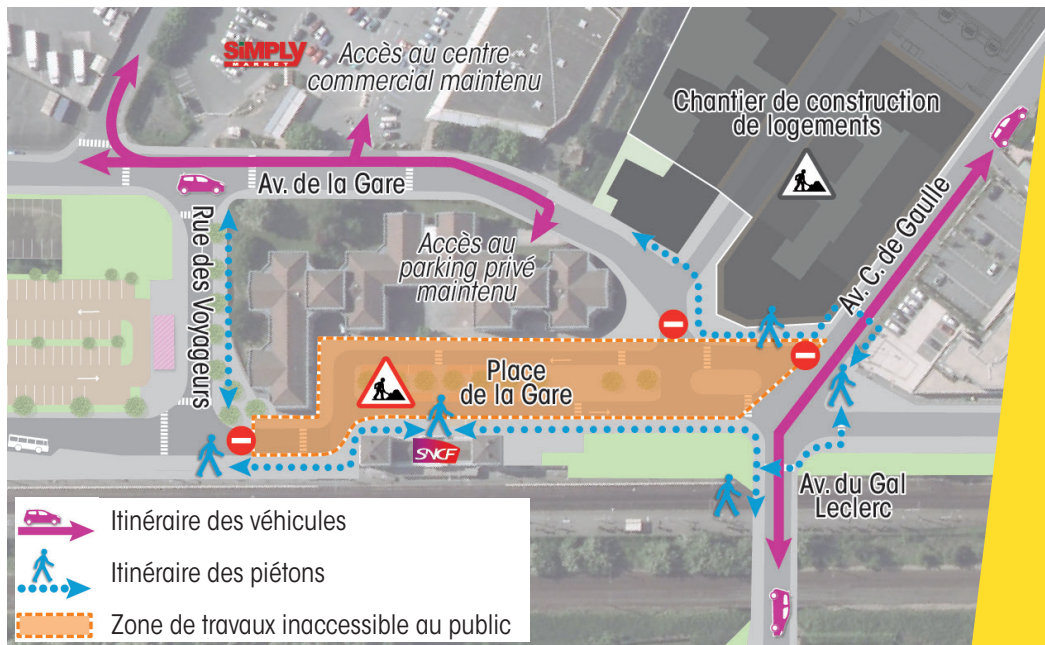 SiMPLY
MARKET
Accès au centre
commercial maintenu
Chantier de construction
de logements
Av. de la Gare
Rue des Voyageurs
Accès au
parking privé
maintenu
Av. C. de Gaulle
Place
de la Gare
SNCF
Av. du Gal
Leclerc
Itinéraire des véhicules
Itinéraire des piétons
Zone de travaux inaccessible au public